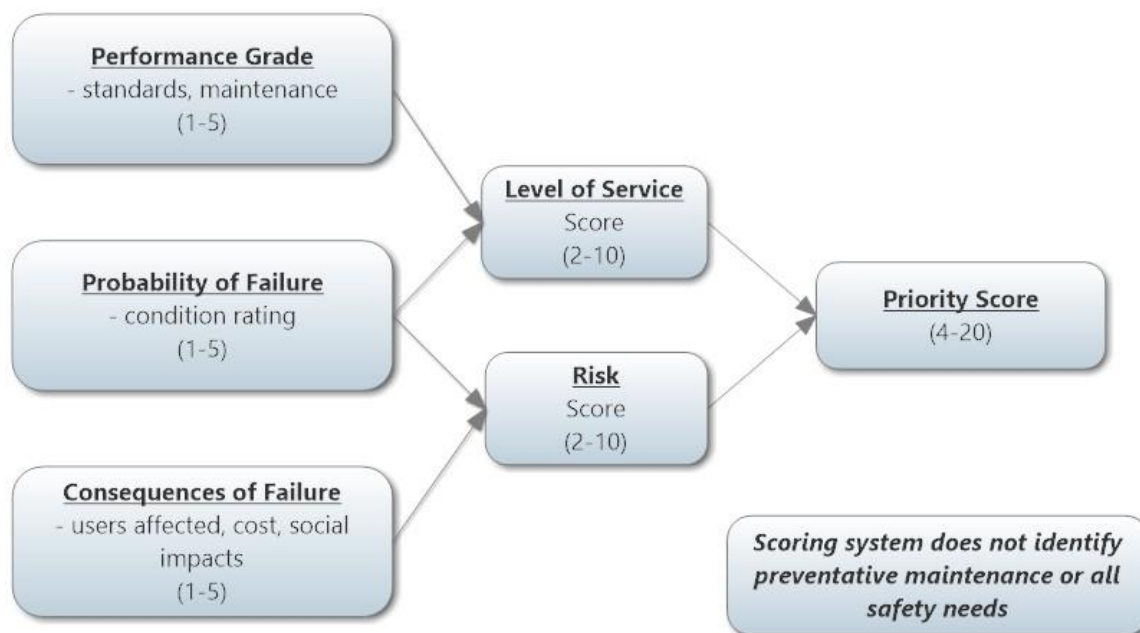 Performance Grade
- standards, maintenance
(1-5)
Probability of Failure
- condition rating
(1-5)
Consequences of Failure
- users affected, cost, social
impacts
(1-5)
Level of Service
Score
(2-10)
Risk
Score
(2-10)
Priority Score
(4-20)
Scoring system does not identify
preventative maintenance or all
safety needs